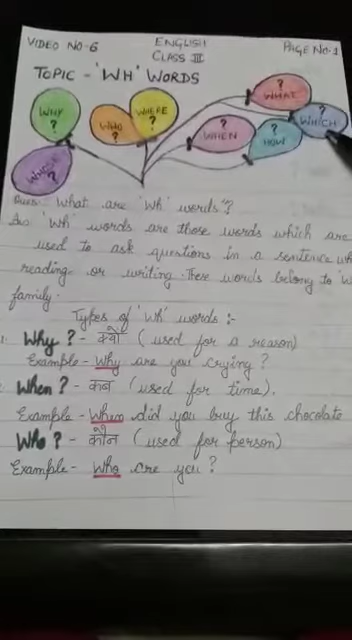 VIDEO NO-6
ENGLISH
CLASS III
PAGE NO:1
TOPIC - 'WH' WORDS
WHY ?
WHO ?
WHERE ?
WHEN ?
WHAT ?
HOW ?
WHICH ?
Ques: What are 'Wh' words?
'Wh' words are those words which are
used to ask questions in a sentence
reading or writing. These words belong to
family.
Types of 'Wh' words :-
Why ? - क्यों (used for a reason)
Example - Why are you crying ?
When ? - कब (used for time).
Example - When did you buy this chocolate
Who ? - कौन (used for person)
Example - Who are you ?